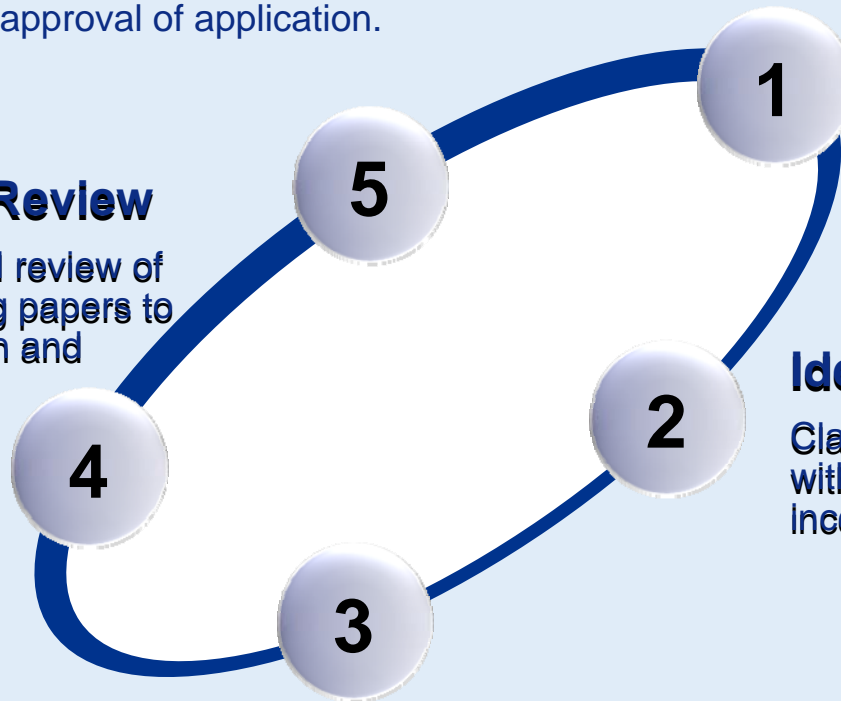 approval of application.
1
5
Review
review of
papers to
and
2
4
3